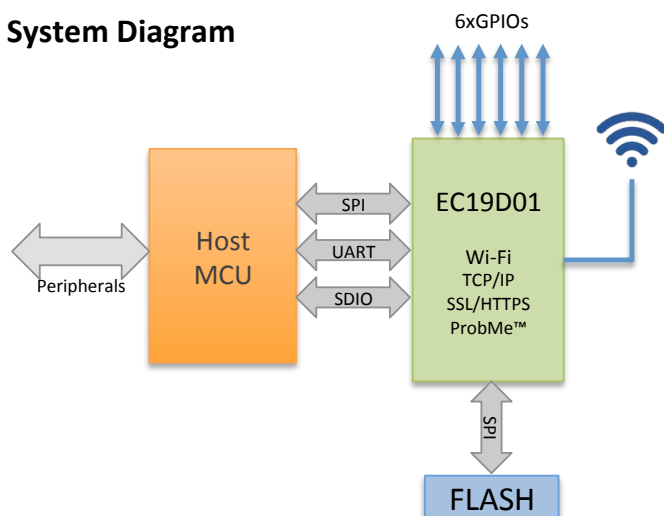 System Diagram
6xGPIOs
Host
MCU
Peripherals
SPI
UART
SDIO
EC19D01
Wi-Fi
TCP/IP
SSL/HTTPS
ProbMe™
SPI
FLASH